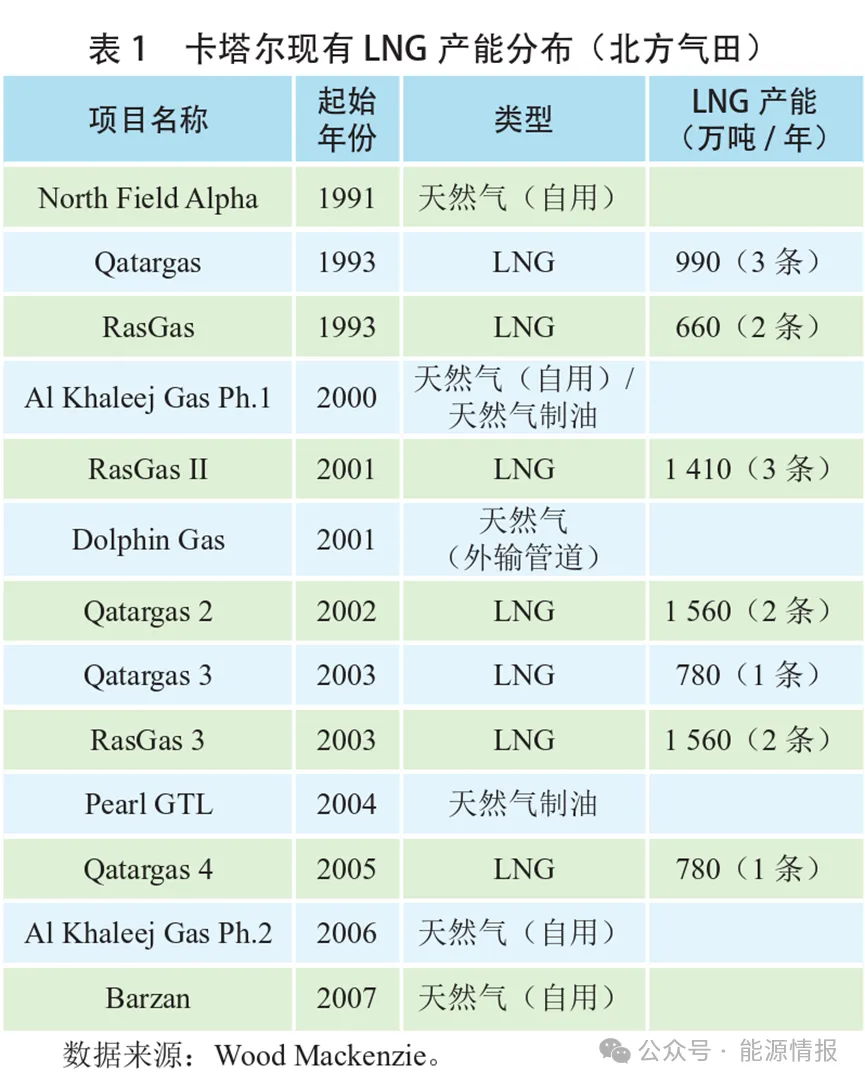 表 1 卡塔尔现有 LNG 产能分布（北方气田）
项目名称 起始年份 类型 LNG 产能（万吨 / 年）
North Field Alpha 1991 天然气（自用）
Qatargas 1993 LNG 990（3 条）
RasGas 1993 LNG 660（2 条）
Al Khaleej Gas Ph.1 2000 天然气（自用）/天然气制油
RasGas II 2001 LNG 1 410（3 条）
Dolphin Gas 2001 天然气（外输管道）
Qatargas 2 2002 LNG 1 560（2 条）
Qatargas 3 2003 LNG 780（1 条）
RasGas 3 2003 LNG 1 560（2 条）
Pearl GTL 2004 天然气制油
Qatargas 4 2005 LNG 780（1 条）
Al Khaleej Gas Ph.2 2006 天然气（自用）
Barzan 2007 天然气（自用）
数据来源：Wood Mackenzie。
公众号 · 能源情报